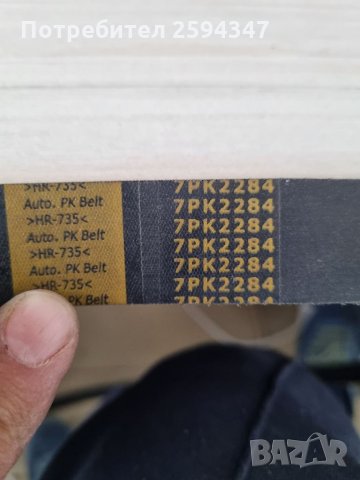 Потребител 2594347
>HR-735<
Auto. PK Belt
>HR-735<
Auto. PK Belt
>HR-735<
Auto. PK Belt
>HR-735<
Auto. PK Belt
7PK2284
7PK2284
7PK2284
7PK2284
7PK2284
7PK2284
7PK2284
BAZAR